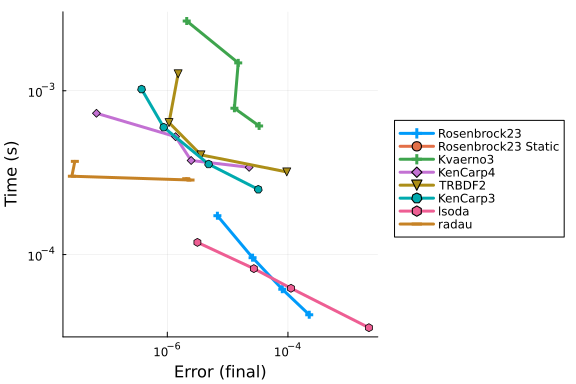 10⁻³
10⁻⁴
Time (s)
10⁻⁶
10⁻⁴
Error (final)
Rosenbrock23
Rosenbrock23 Static
Kvaerno3
KenCarp4
TRBDF2
KenCarp3
lsoda
radau